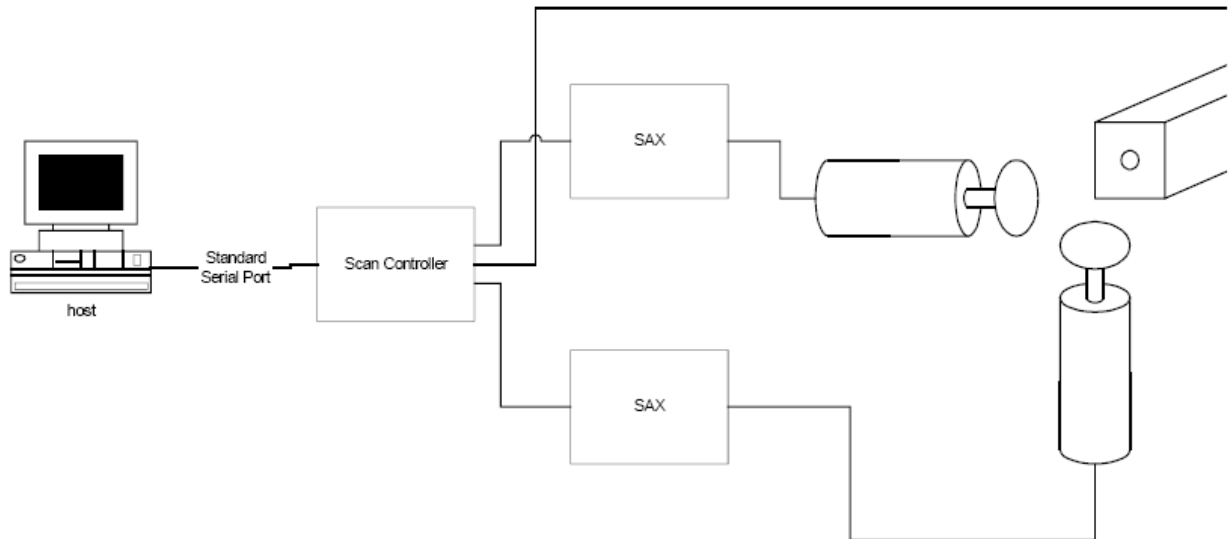 SAX
Standard
Serial Port
Scan Controller
host
SAX